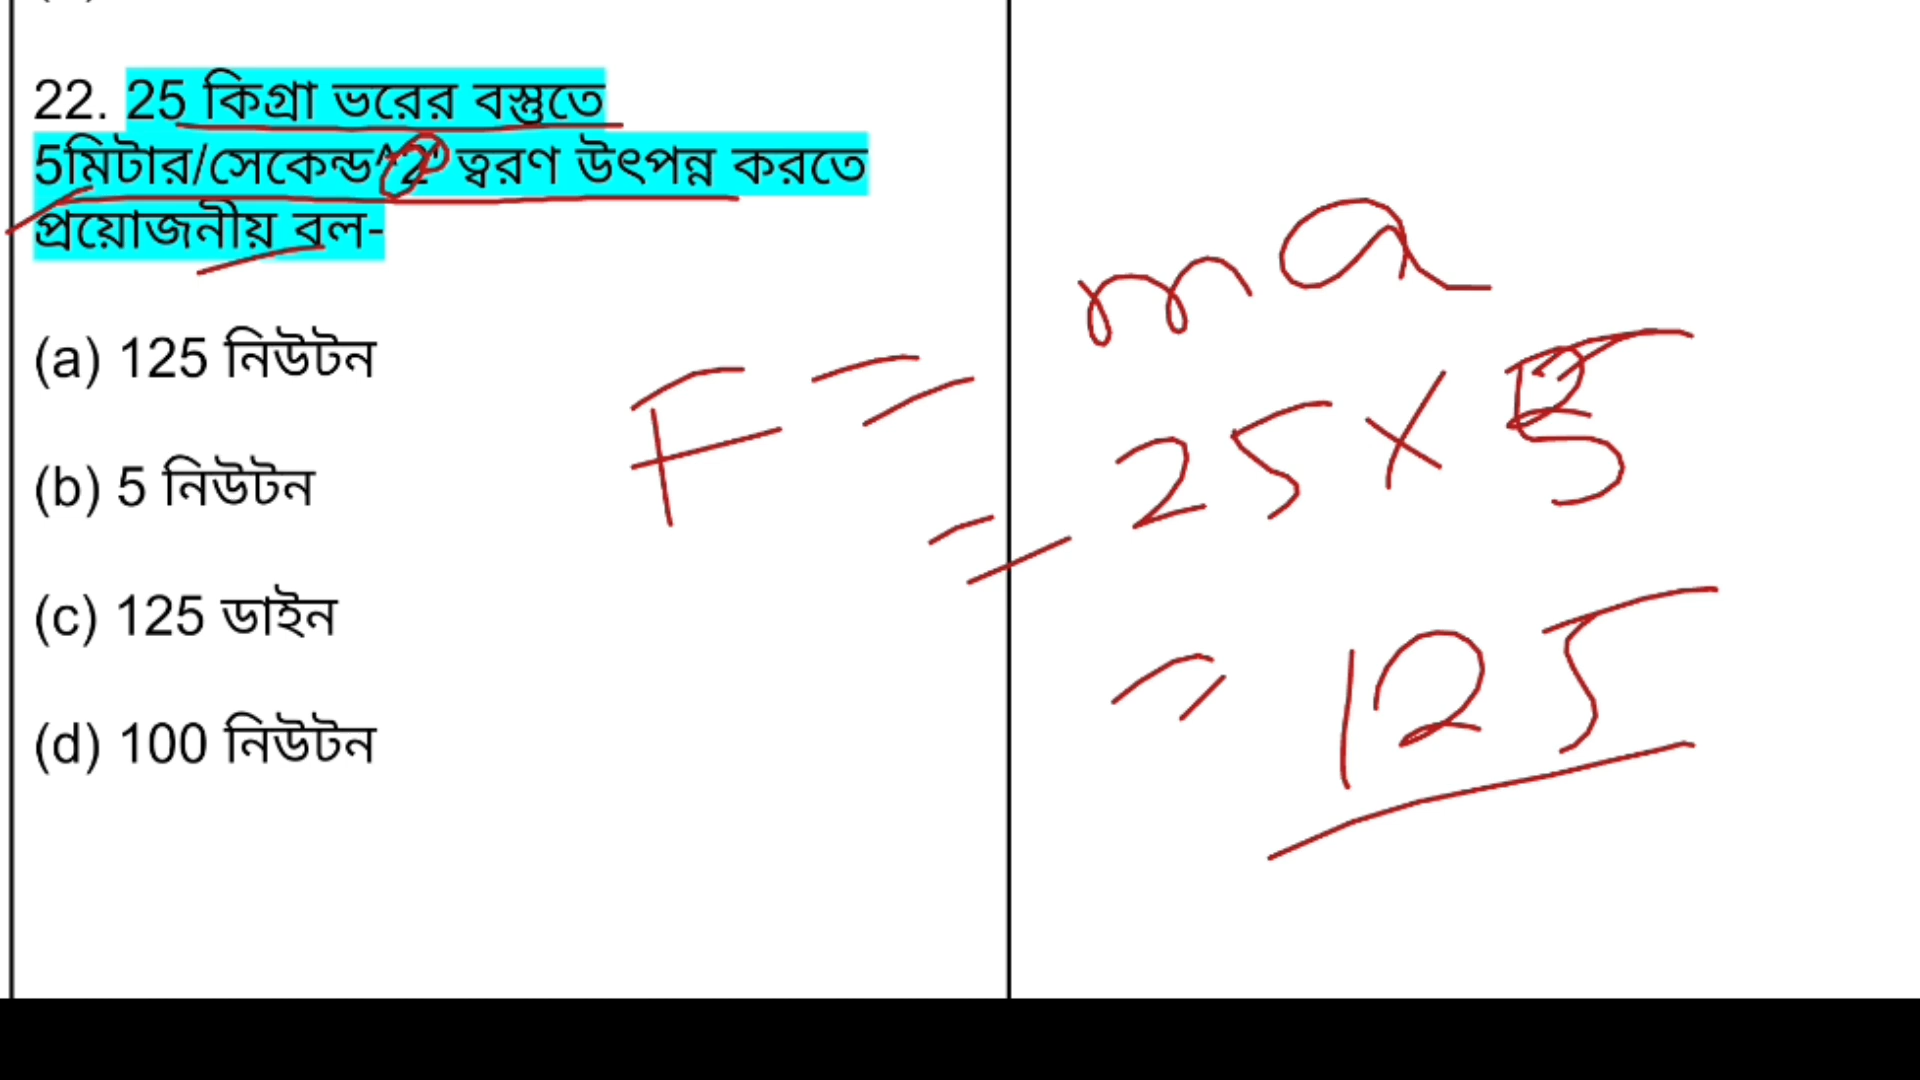 22. 25 কিগ্রা ভরের বস্তুতে
5মিটার/সেকেন্ড^2 ত্বরণ উৎপন্ন করতে
প্রয়োজনীয় বল-
(a) 125 নিউটন
(b) 5 নিউটন
(c) 125 ডাইন
(d) 100 নিউটন
F = ma
= 25 × 5
= 125